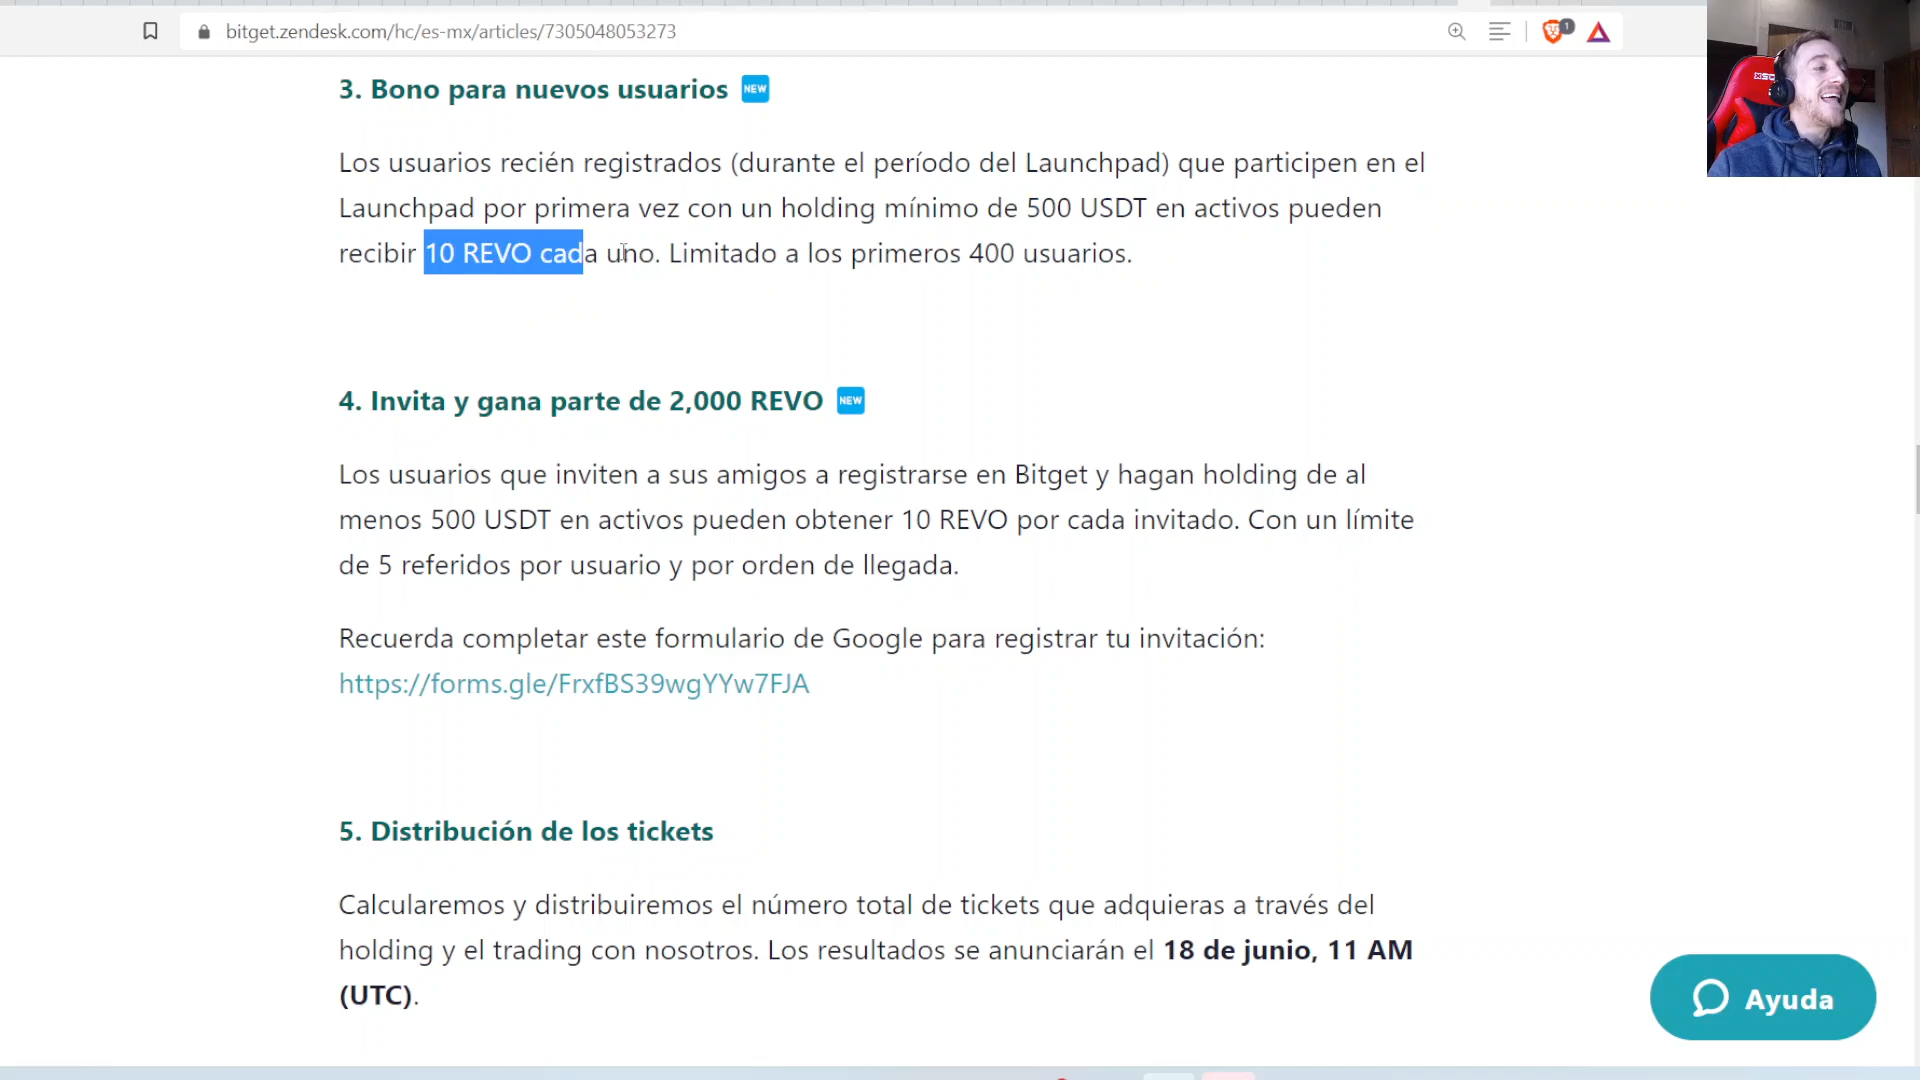 bitget.zendesk.com/hc/es-mx/articles/7305048053273
1
3. Bono para nuevos usuarios NEW
Los usuarios recién registrados (durante el período del Launchpad) que participen en el
Launchpad por primera vez con un holding mínimo de 500 USDT en activos pueden
recibir 10 REVO cada uno. Limitado a los primeros 400 usuarios.
4. Invita y gana parte de 2,000 REVO NEW
Los usuarios que inviten a sus amigos a registrarse en Bitget y hagan holding de al
menos 500 USDT en activos pueden obtener 10 REVO por cada invitado. Con un límite
de 5 referidos por usuario y por orden de llegada.
Recuerda completar este formulario de Google para registrar tu invitación:
https://forms.gle/FrxfBS39wgYYw7FJA
5. Distribución de los tickets
Calcularemos y distribuiremos el número total de tickets que adquieras a través del
holding y el trading con nosotros. Los resultados se anunciarán el 18 de junio, 11 AM
(UTC).
Ayuda